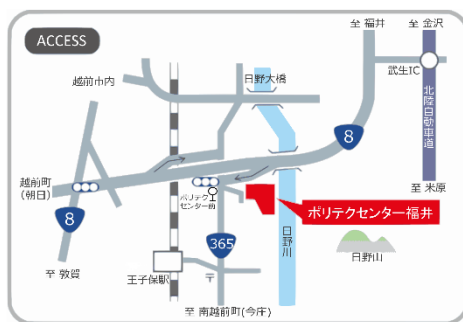 ACCESS
至 福井
至 金沢
越前市内
日野大橋
武生IC
8
北陸自動車道
越前町
(朝日)
ポリテク
センター前
至 米原
8
365
ポリテクセンター福井
日野川
日野山
至 敦賀
王子保駅
〒
至 南越前町(今庄)